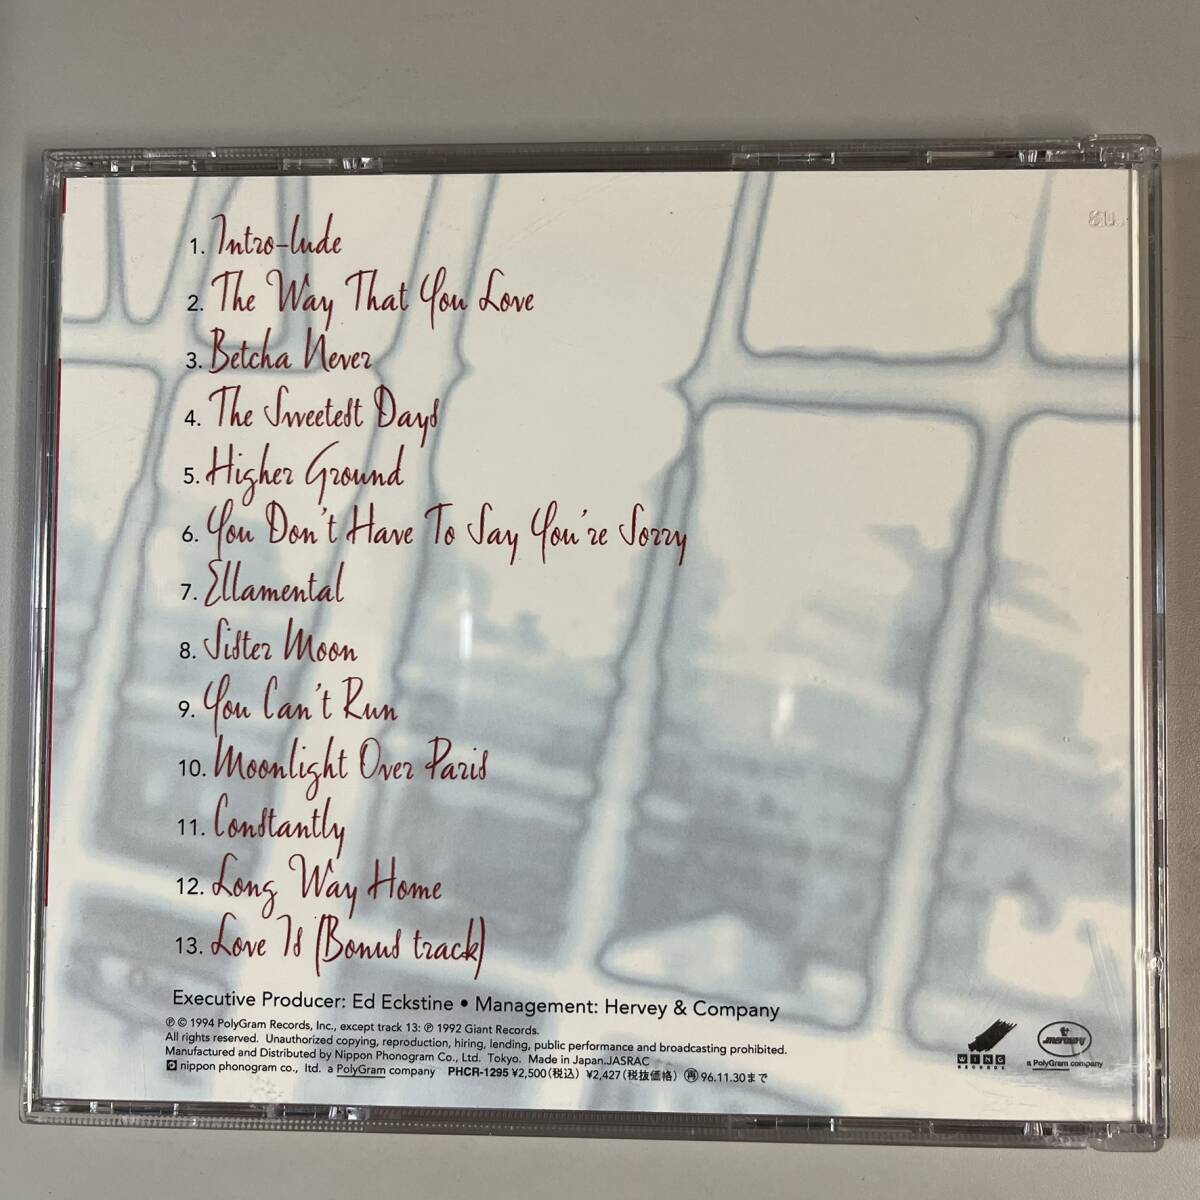 1. Intro-lude
2. The Way That You Love
3. Betcha Never
4. The Sweetest Days
5. Higher Ground
6. You Don't Have To Say You're Sorry
7. Ellamental
8. Sister Moon
9. You Can't Run
10. Moonlight Over Paris
11. Constantly
12. Long Way Home
13. Love Is (Bonus track)
Executive Producer: Ed Eckstine • Management: Hervey & Company
℗ © 1994 PolyGram Records, Inc., except track 13: ℗ 1992 Giant Records.
All rights reserved. Unauthorized copying, reproduction, hiring, lending, public performance and broadcasting prohibited.
Manufactured and Distributed by Nippon Phonogram Co., Ltd. Tokyo. Made in Japan.JASRAC
nippon phonogram co., ltd. a PolyGram company PHCR-1295 ¥2,500(税込) ¥2,427(税抜価格) ㊢96.11.30まで
WING
RECORDS
mercury
a PolyGram company